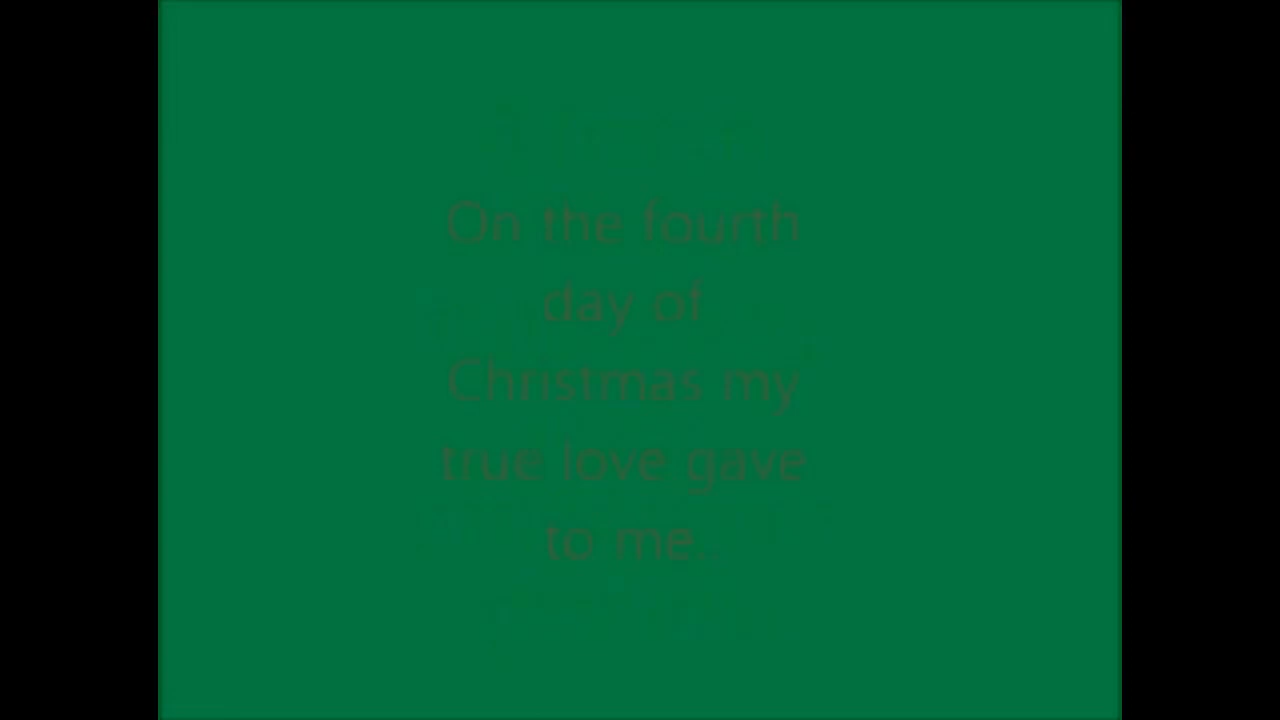 On the fourth
day of
Christmas my
true love gave
to me..